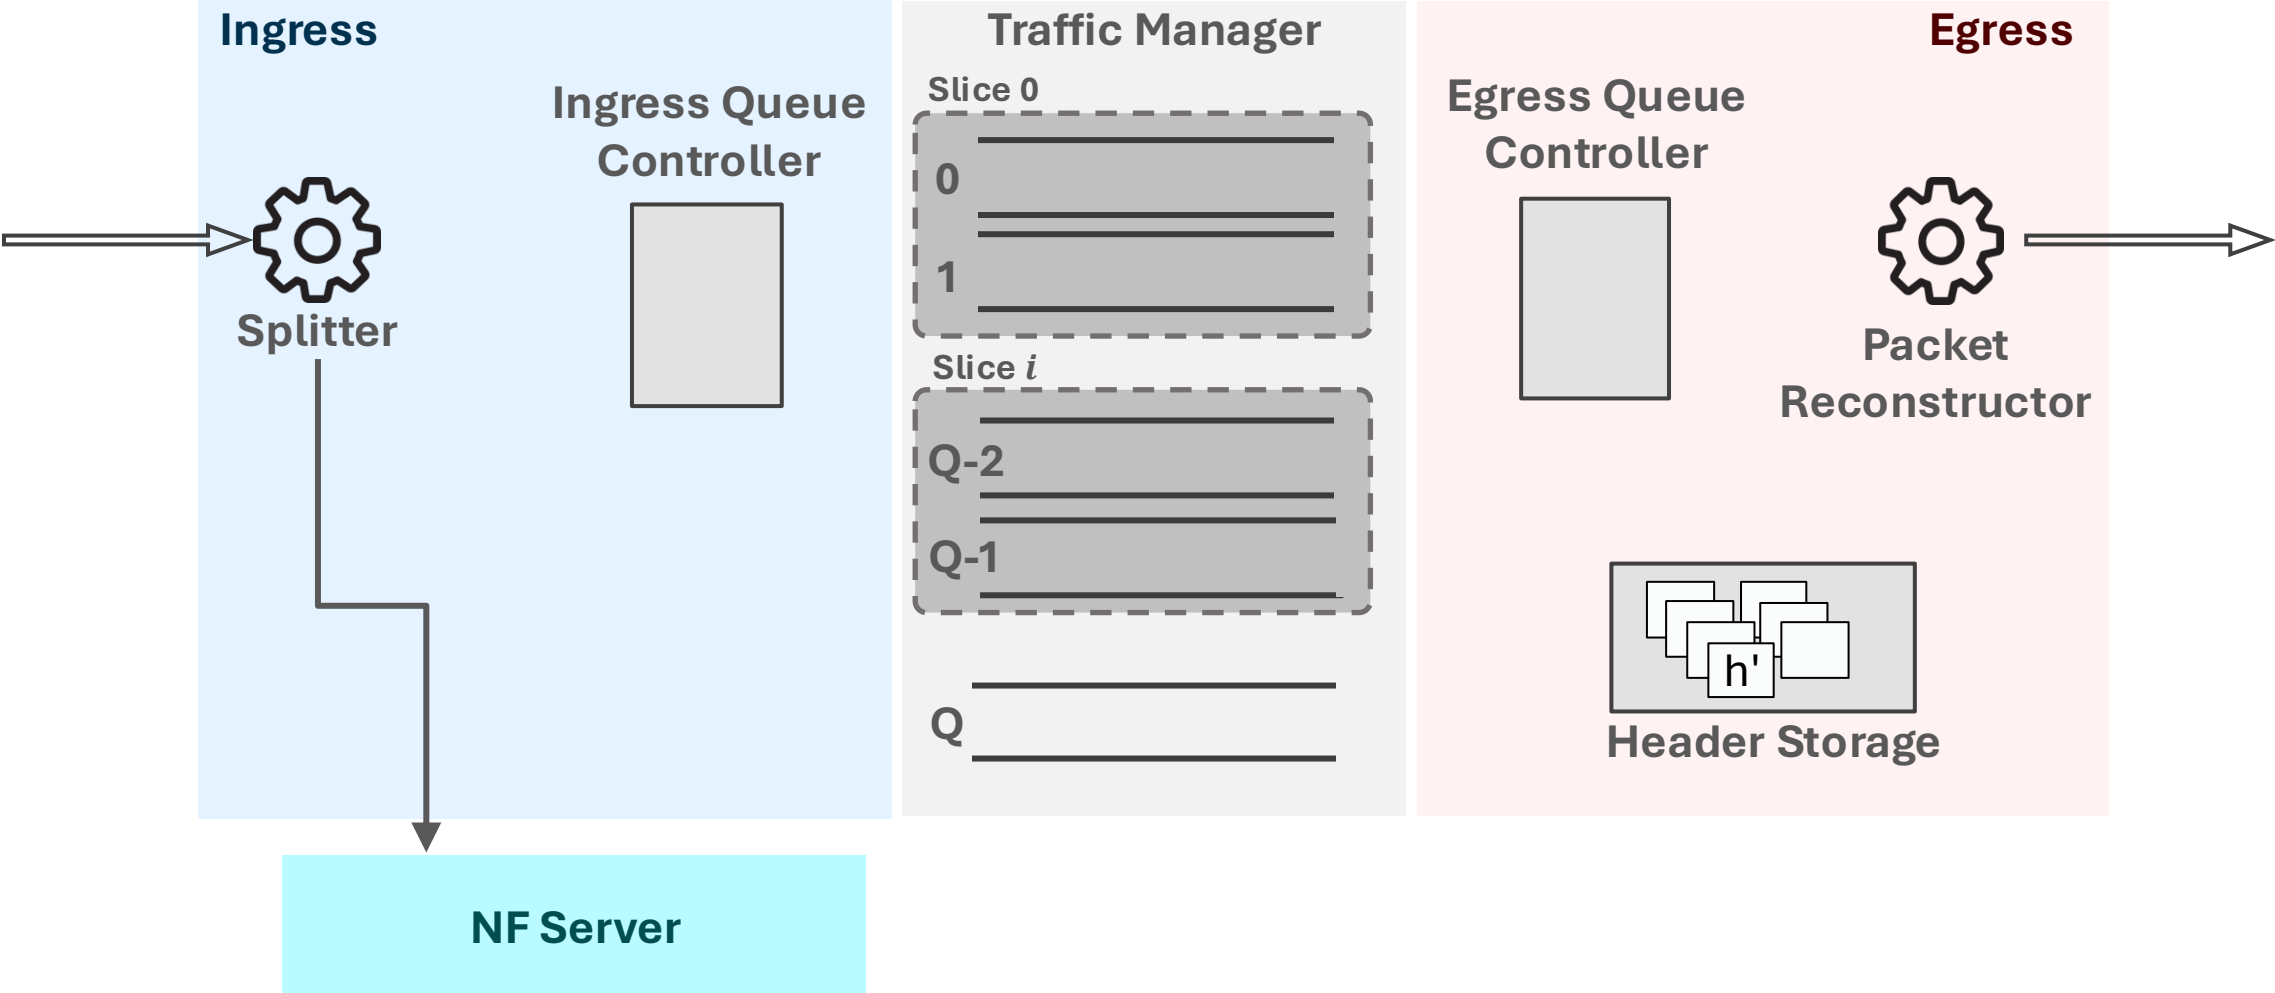 Ingress
Traffic Manager
Egress
Ingress Queue
Controller
Splitter
Slice 0
0
1
Slice i
Q-2
Q-1
Q
Egress Queue
Controller
Packet
Reconstructor
h'
Header Storage
NF Server